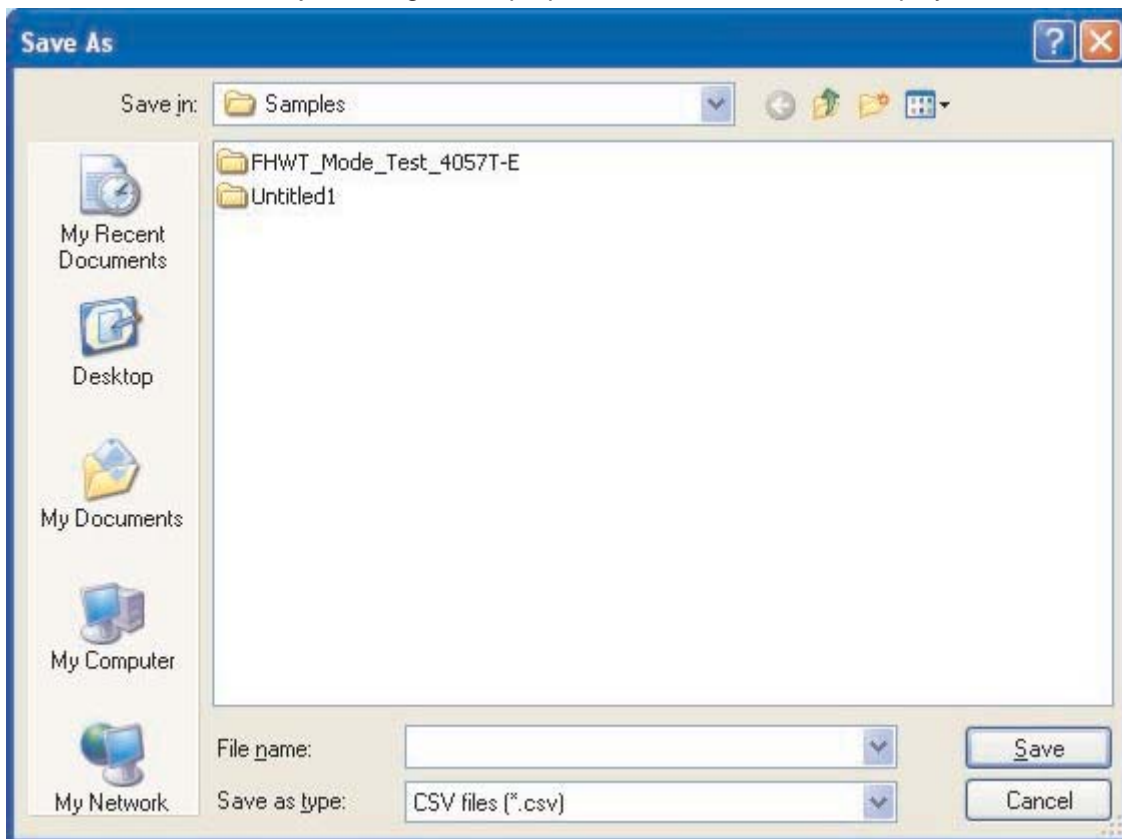 Save As
Save in:
Samples
FHWT_Mode_Test_4057T-E
Untitled1
My Recent
Documents
Desktop
My Documents
My Computer
My Network
File name:
Save
Save as type:
CSV files (*.csv)
Cancel